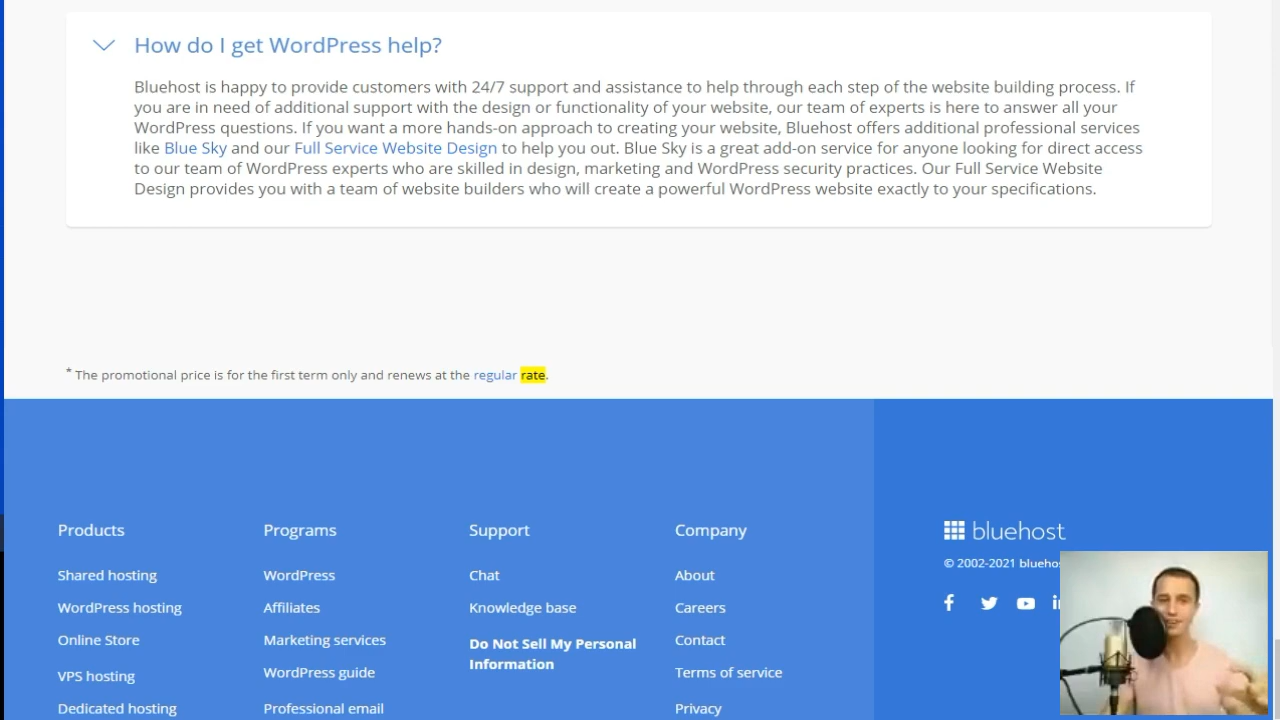 How do I get WordPress help?
Bluehost is happy to provide customers with 24/7 support and assistance to help through each step of the website building process. If
you are in need of additional support with the design or functionality of your website, our team of experts is here to answer all your
WordPress questions. If you want a more hands-on approach to creating your website, Bluehost offers additional professional services
like Blue Sky and our Full Service Website Design to help you out. Blue Sky is a great add-on service for anyone looking for direct access
to our team of WordPress experts who are skilled in design, marketing and WordPress security practices. Our Full Service Website
Design provides you with a team of website builders who will create a powerful WordPress website exactly to your specifications.
* The promotional price is for the first term only and renews at the regular rate.
Products
Shared hosting
WordPress hosting
Online Store
VPS hosting
Dedicated hosting
Programs
WordPress
Affiliates
Marketing services
WordPress guide
Professional email
Support
Chat
Knowledge base
Do Not Sell My Personal
Information
Company
About
Careers
Contact
Terms of service
Privacy
bluehost
© 2002-2021